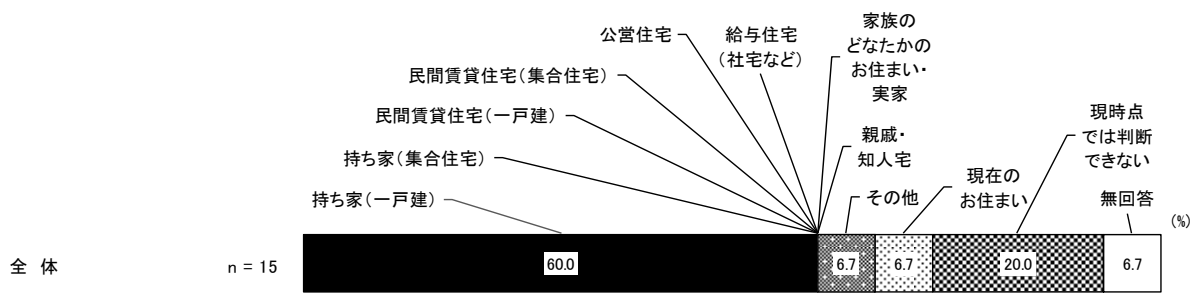 公営住宅
給与住宅
(社宅など)
家族の
どなたかの
お住まい・
実家
民間賃貸住宅(集合住宅)
民間賃貸住宅(一戸建)
持ち家(集合住宅)
持ち家(一戸建)
親戚・
知人宅
その他
現在の
お住まい
現時点
では判断
できない
無回答
(%)
全 体
n = 15
60.0
6.7
6.7
20.0
6.7